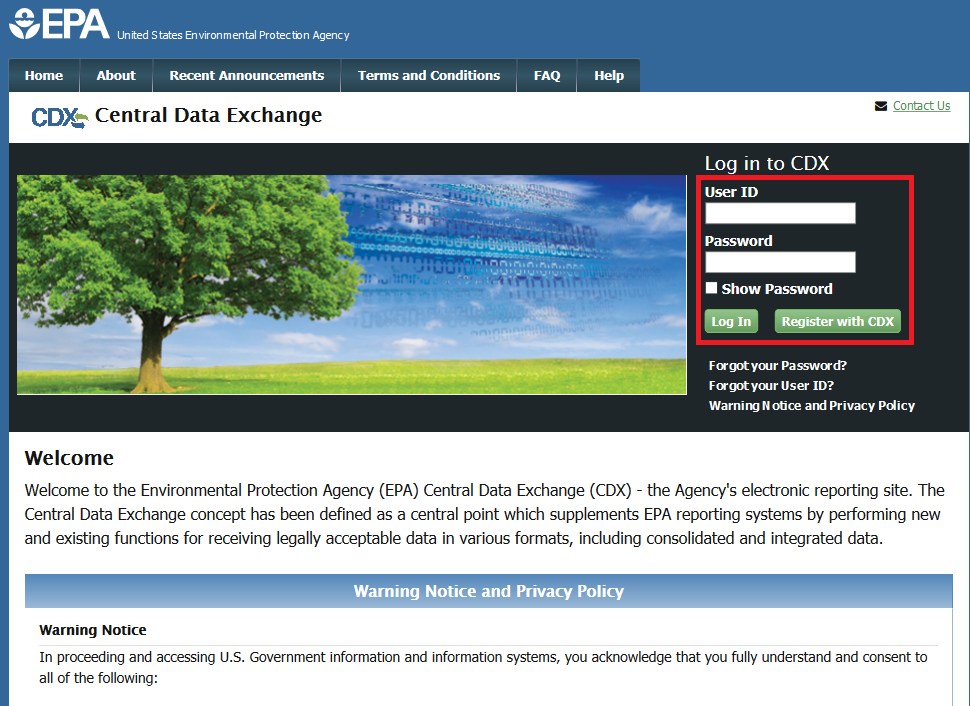 EPA United States Environmental Protection Agency
Home About Recent Announcements Terms and Conditions FAQ Help
CDX Central Data Exchange
Contact Us
Log in to CDX
User ID
Password
Show Password
Log In Register with CDX
Forgot your Password?
Forgot your User ID?
Warning Notice and Privacy Policy
Welcome
Welcome to the Environmental Protection Agency (EPA) Central Data Exchange (CDX) - the Agency's electronic reporting site. The
Central Data Exchange concept has been defined as a central point which supplements EPA reporting systems by performing new
and existing functions for receiving legally acceptable data in various formats, including consolidated and integrated data.
Warning Notice and Privacy Policy
Warning Notice
In proceeding and accessing U.S. Government information and information systems, you acknowledge that you fully understand and consent to
all of the following: